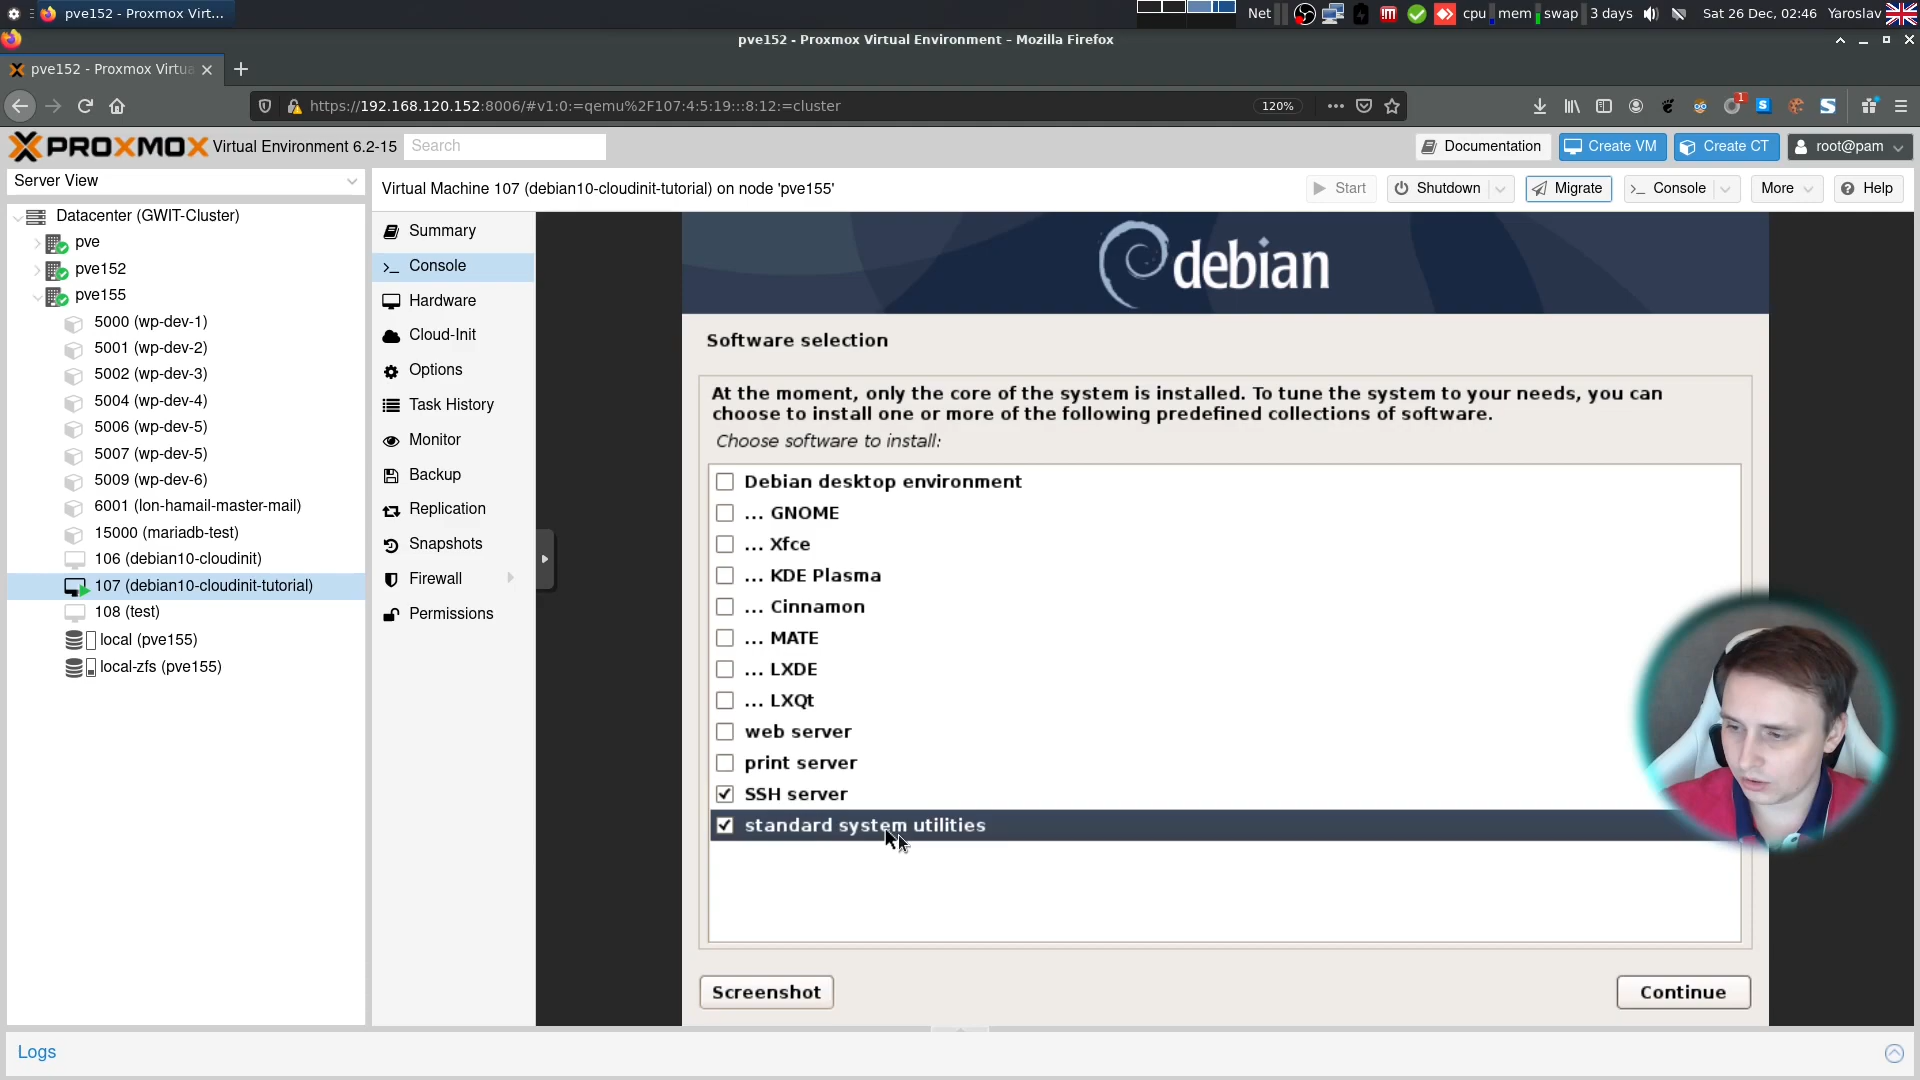 pve152 - Proxmox Virt...
Net
cpu
mem
swap
3 days
Sat 26 Dec, 02:46
Yaroslav
pve152 - Proxmox Virtual Environment - Mozilla Firefox
pve152 - Proxmox Virtua
https://192.168.120.152:8006/#v1:0:=qemu%2F107:4:5:19:::8:12:=cluster
120%
1
PROXMOX Virtual Environment 6.2-15
Search
Documentation
Create VM
Create CT
root@pam
Server View
Virtual Machine 107 (debian10-cloudinit-tutorial) on node 'pve155'
Start
Shutdown
Migrate
Console
More
Help
Datacenter (GWIT-Cluster)
pve
pve152
pve155
5000 (wp-dev-1)
5001 (wp-dev-2)
5002 (wp-dev-3)
5004 (wp-dev-4)
5006 (wp-dev-5)
5007 (wp-dev-5)
5009 (wp-dev-6)
6001 (lon-hamail-master-mail)
15000 (mariadb-test)
106 (debian10-cloudinit)
107 (debian10-cloudinit-tutorial)
108 (test)
local (pve155)
local-zfs (pve155)
Summary
Console
Hardware
Cloud-Init
Options
Task History
Monitor
Backup
Replication
Snapshots
Firewall
Permissions
debian
Software selection
At the moment, only the core of the system is installed. To tune the system to your needs, you can
choose to install one or more of the following predefined collections of software.
Choose software to install:
Debian desktop environment
... GNOME
... Xfce
... KDE Plasma
... Cinnamon
... MATE
... LXDE
... LXQt
web server
print server
SSH server
standard system utilities
Screenshot
Continue
Logs